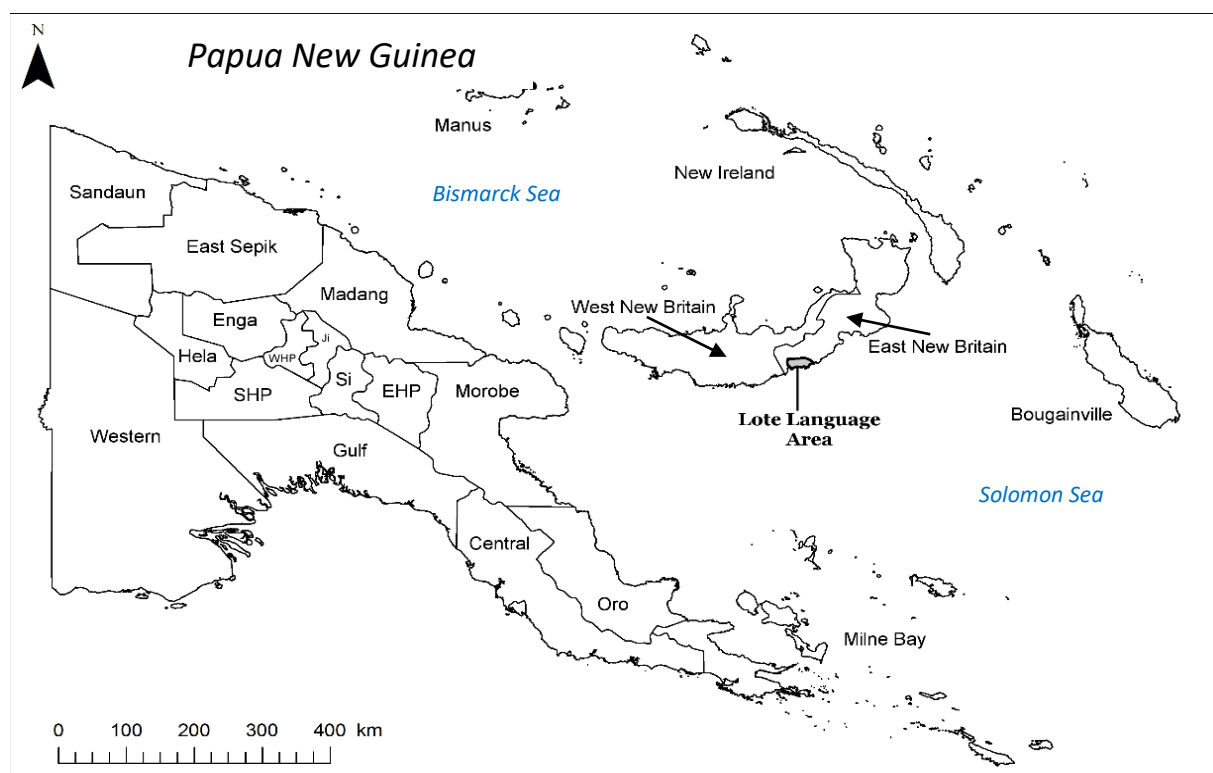 N
Papua New Guinea
Manus
New Ireland
Sandaun
Bismarck Sea
East Sepik
Madang
West New Britain
Enga
Ji
East New Britain
Hela
WHP
Si
EHP
Morobe
SHP
Bougainville
Lote Language
Area
Western
Gulf
Solomon Sea
Central
Oro
Milne Bay
0 100 200 300 400 km